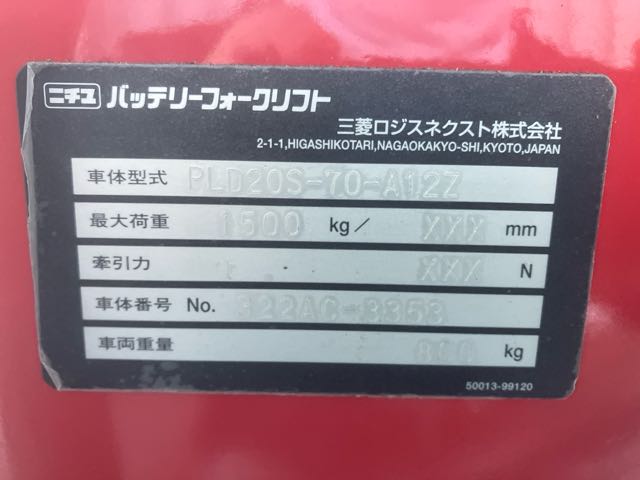 ニチユ バッテリーフォークリフト
三菱ロジスネクスト株式会社
2-1-1,HIGASHIKOTARI,NAGAOKAKYO-SHI,KYOTO,JAPAN
車体型式 PLD20S-70-A12Z
最大荷重 1500 kg/ XXX mm
牽引力 XXX N
車体番号 No. 322AC-3353
車両重量 kg
50013-99120